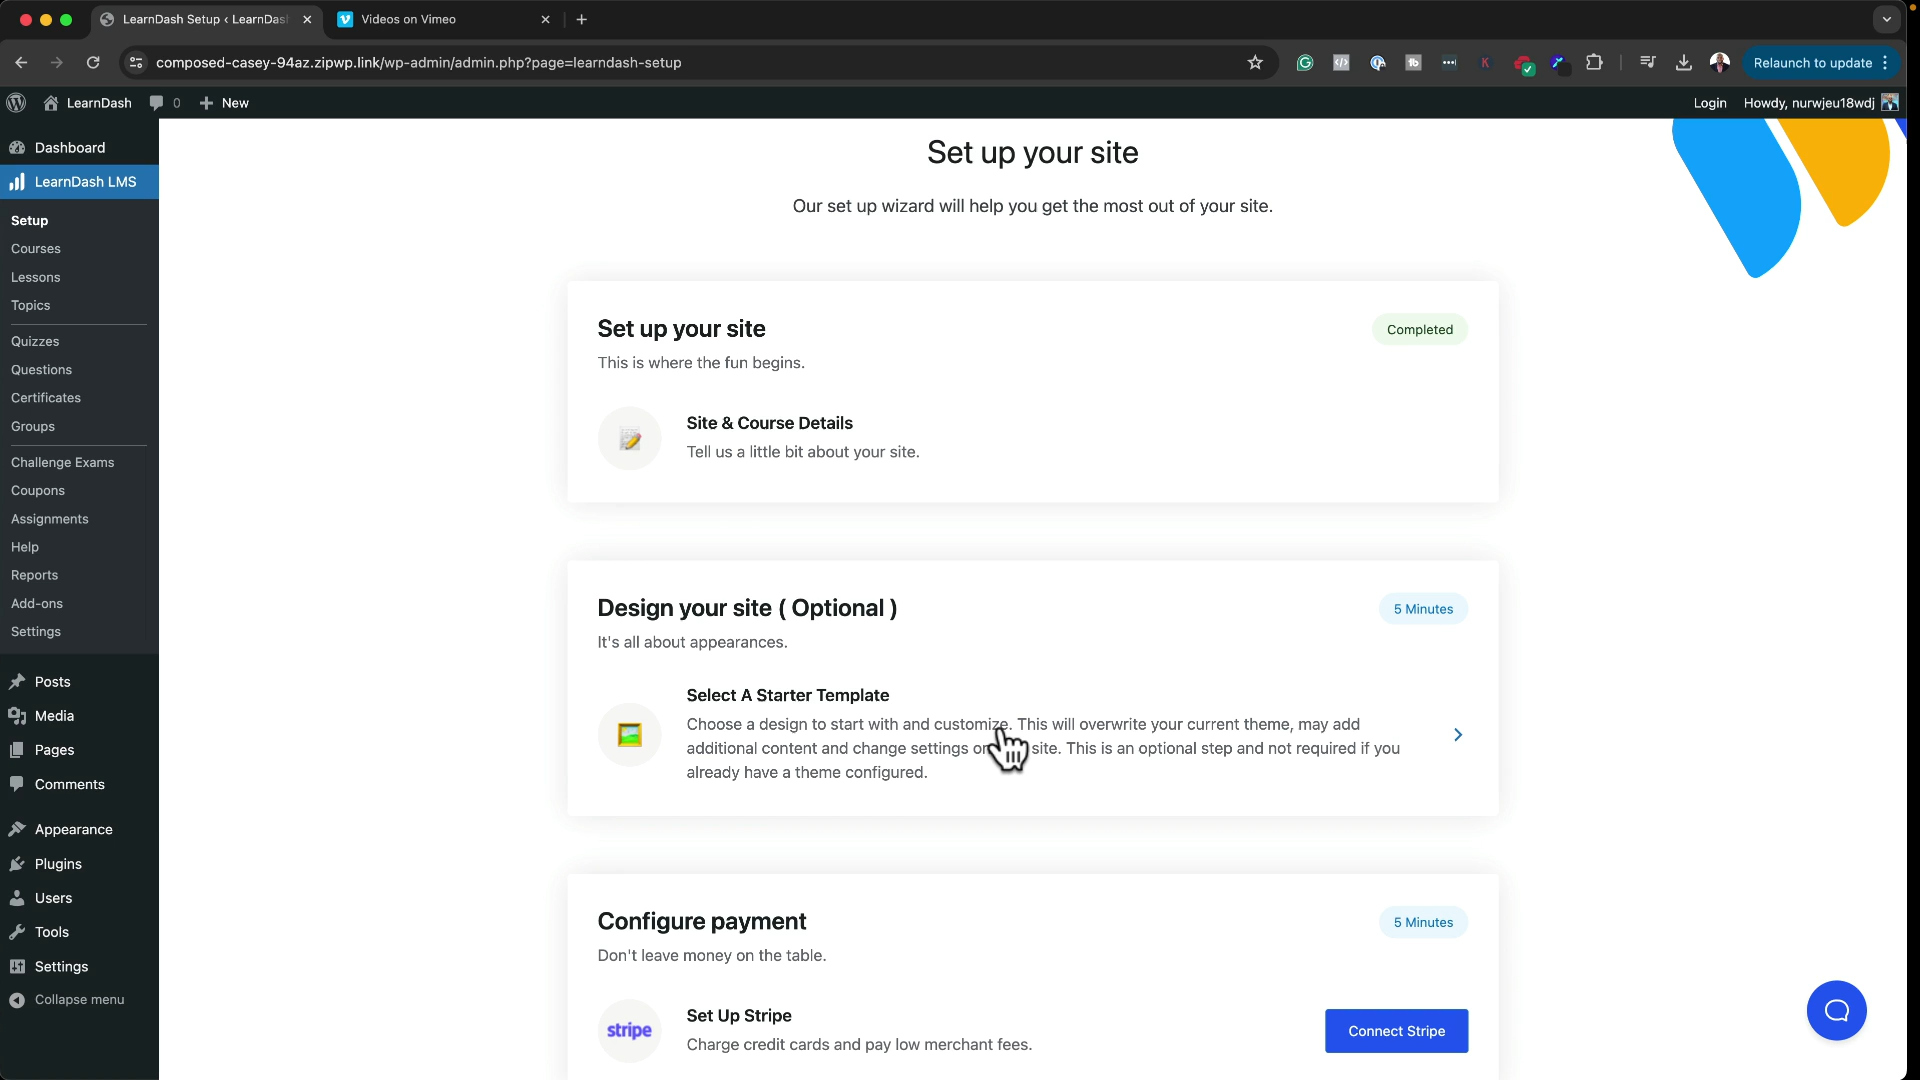 LearnDash Setup ‹ LearnDash
Videos on Vimeo
composed-casey-94az.zipwp.link/wp-admin/admin.php?page=learndash-setup
Relaunch to update
LearnDash
0
New
Login
Howdy, nurwjeu18wdj
Dashboard
LearnDash LMS
Setup
Courses
Lessons
Topics
Quizzes
Questions
Certificates
Groups
Challenge Exams
Coupons
Assignments
Help
Reports
Add-ons
Settings
Posts
Media
Pages
Comments
Appearance
Plugins
Users
Tools
Settings
Collapse menu
Set up your site
Our set up wizard will help you get the most out of your site.
Set up your site
Completed
This is where the fun begins.
Site & Course Details
Tell us a little bit about your site.
Design your site ( Optional )
5 Minutes
It's all about appearances.
Select A Starter Template
Choose a design to start with and customize. This will overwrite your current theme, may add
additional content and change settings on site. This is an optional step and not required if you
already have a theme configured.
Configure payment
5 Minutes
Don't leave money on the table.
stripe
Set Up Stripe
Charge credit cards and pay low merchant fees.
Connect Stripe